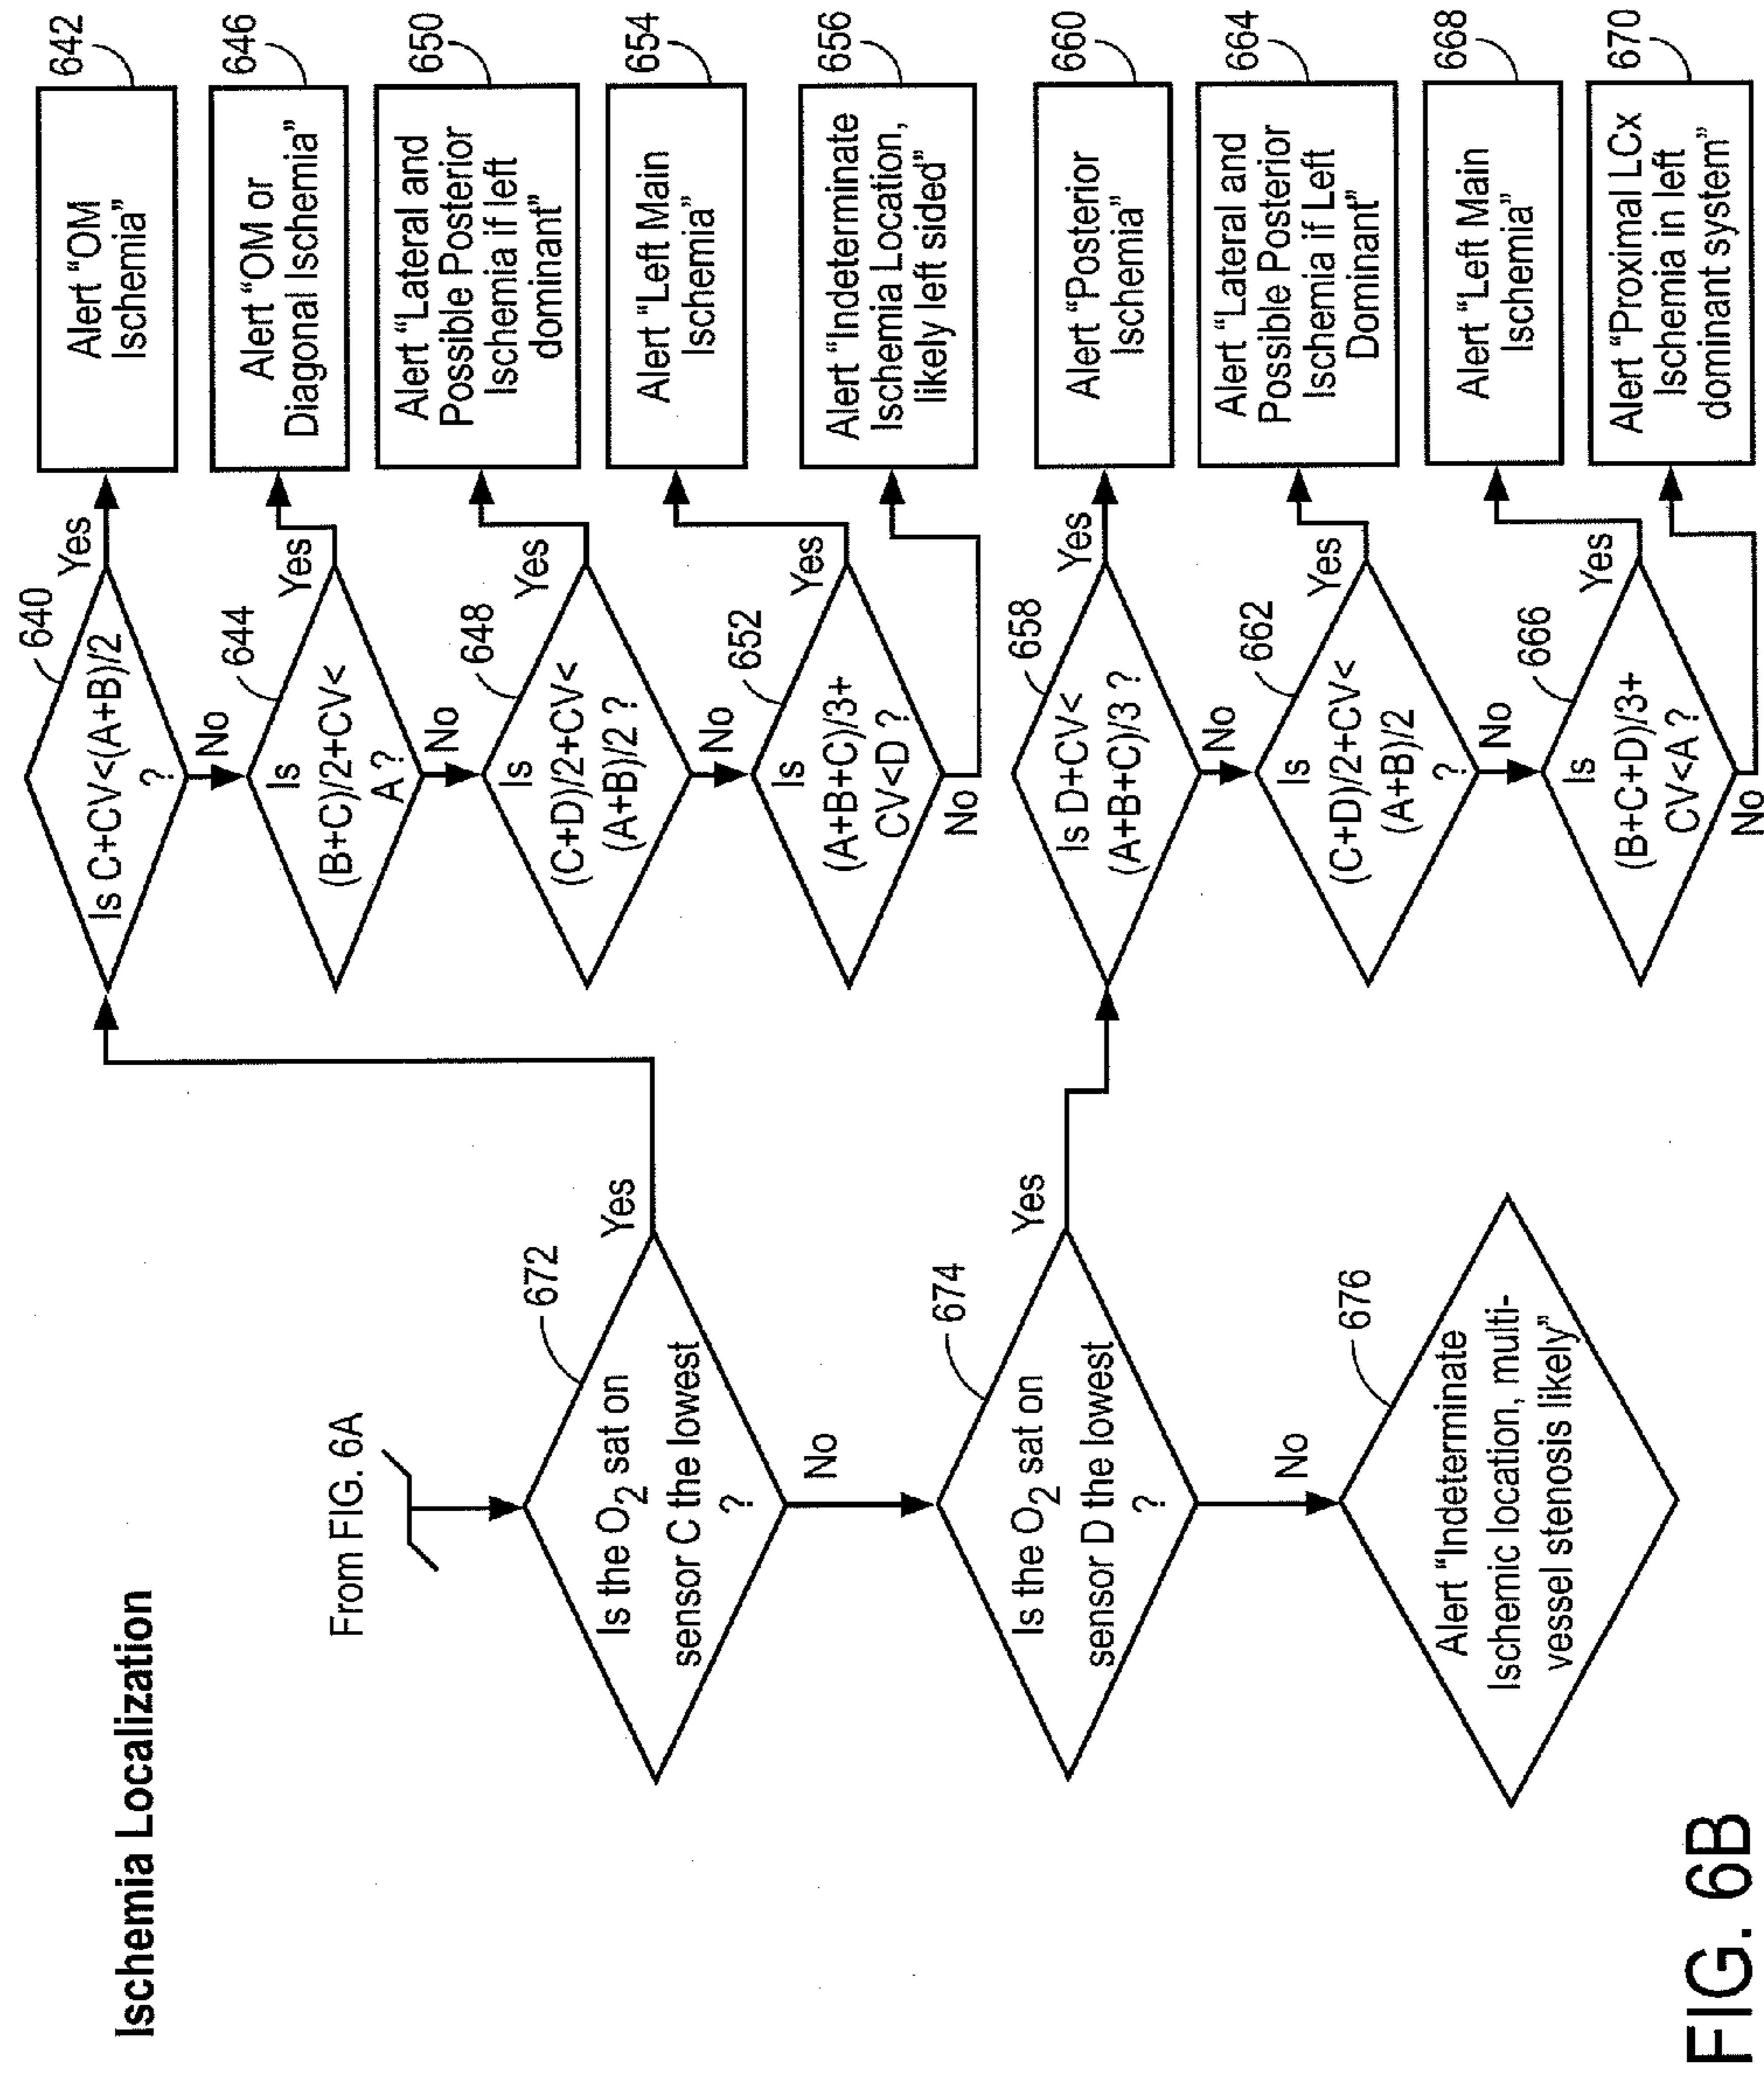 Ischemia Localization
From FIG. 6A
672
Is the O2 sat on
sensor C the lowest
?
Yes
No
674
Is the O2 sat on
sensor D the lowest
?
Yes
No
676
Alert “Indeterminate
Ischemic location, multi-
vessel stenosis likely”
640
Is C+CV<(A+B)/2
?
Yes
No
642
Alert “OM
Ischemia”
644
Is
(B+C)/2+CV<
A ?
Yes
No
646
Alert “OM or
Diagonal Ischemia”
648
Is
(C+D)/2+CV<
(A+B)/2 ?
Yes
No
650
Alert “Lateral and
Possible Posterior
Ischemia if left
dominant”
652
Is
(A+B+C)/3+
CV<D ?
Yes
No
654
Alert “Left Main
Ischemia”
656
Alert “Indeterminate
Ischemia Location,
likely left sided”
658
Is D+CV<
(A+B+C)/3 ?
Yes
No
660
Alert “Posterior
Ischemia”
662
Is
(C+D)/2+CV<
(A+B)/2
?
Yes
No
664
Alert “Lateral and
Possible Posterior
Ischemia if Left
Dominant”
666
Is
(B+C+D)/3+
CV<A ?
Yes
No
668
Alert “Left Main
Ischemia”
670
Alert “Proximal LCx
Ischemia in left
dominant system”
FIG. 6B